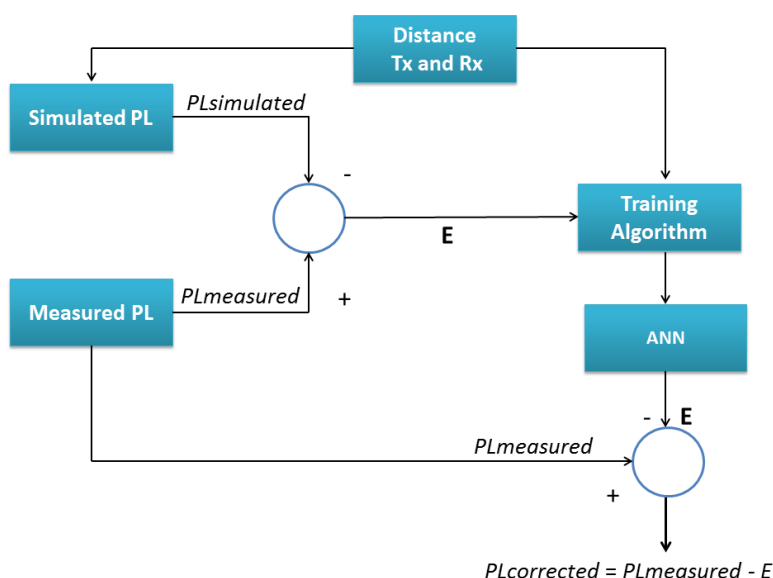 Distance
Tx and Rx
PLsimulated
Simulated PL
-
Training
Algorithm
E
PLmeasured
+
Measured PL
ANN
- E
PLmeasured
+
PLcorrected = PLmeasured - E